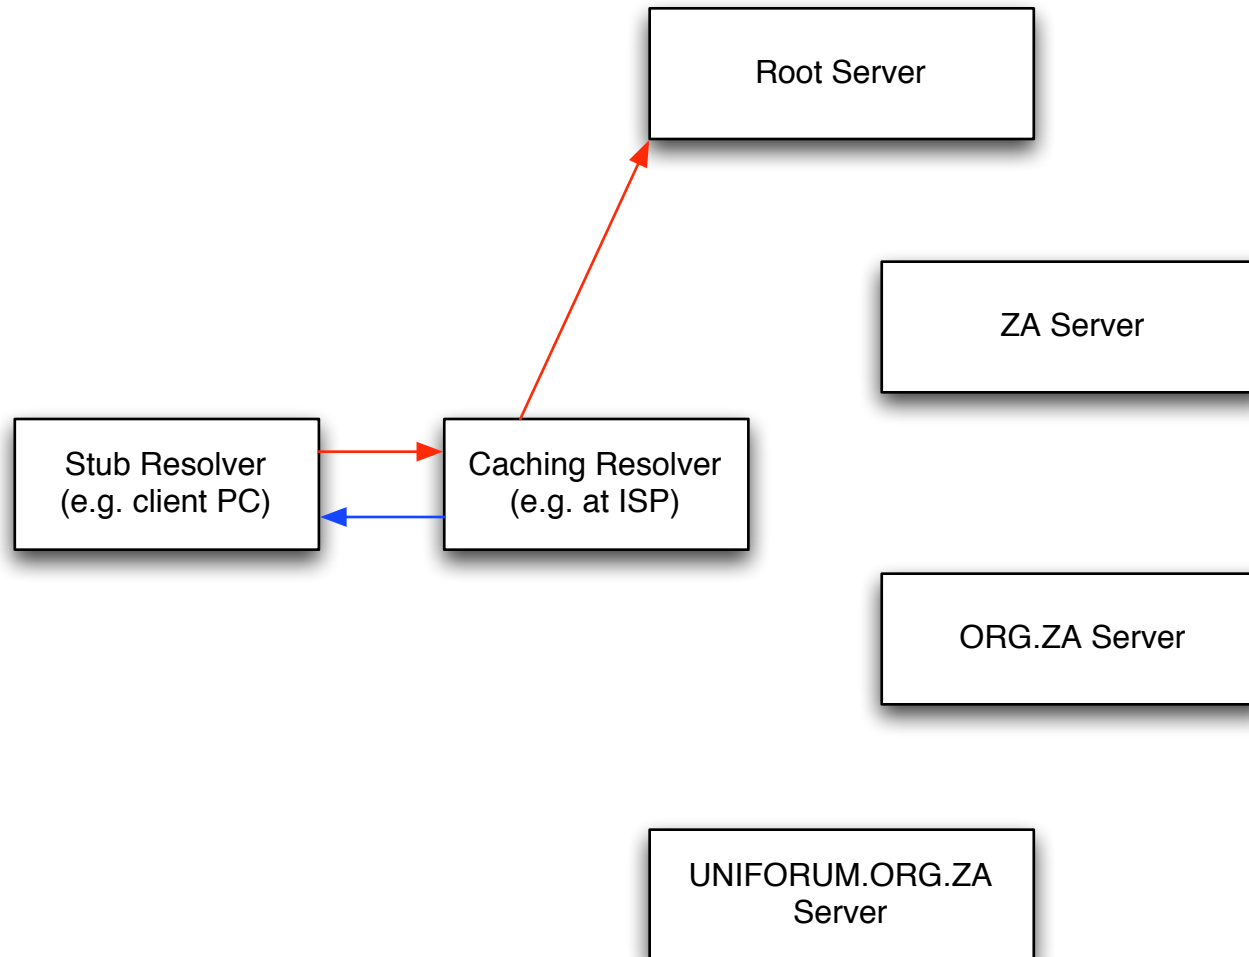 Root Server
ZA Server
Stub Resolver
(e.g. client PC)
Caching Resolver
(e.g. at ISP)
ORG.ZA Server
UNIFORUM.ORG.ZA
Server